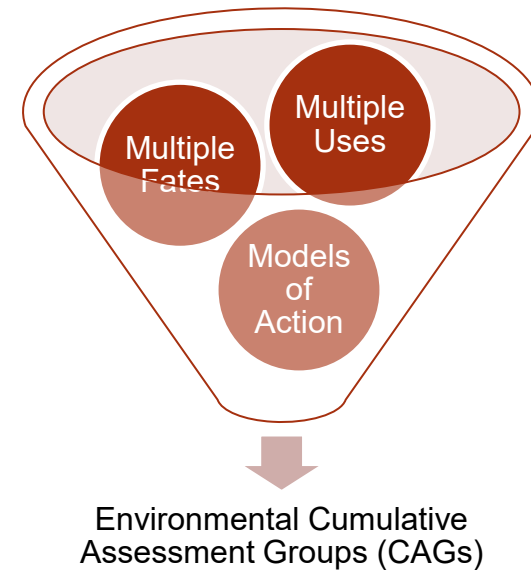 Multiple
Uses
Multiple
Fates
Models
of
Action
Environmental Cumulative
Assessment Groups (CAGs)